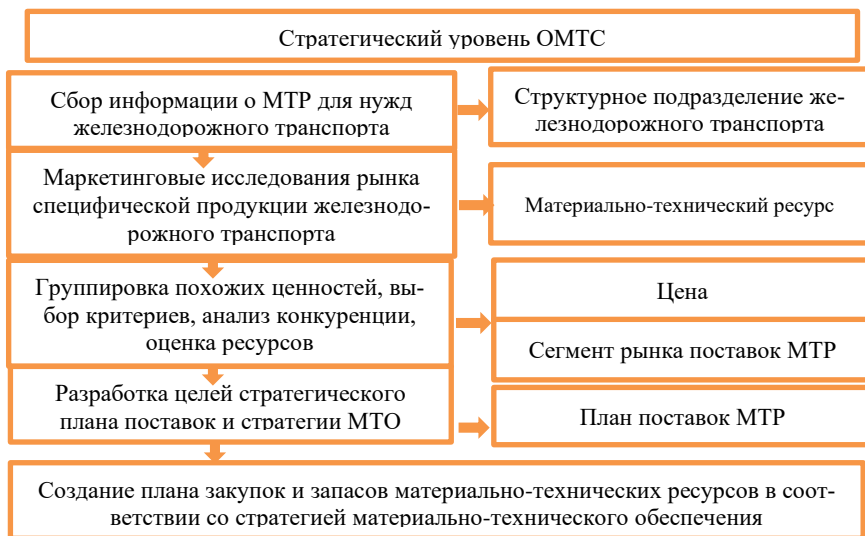 Стратегический уровень ОМТС
Сбор информации о МТР для нужд
железнодорожного транспорта
Структурное подразделение же-
лезнодорожного транспорта
Маркетинговые исследования рынка
специфической продукции железнодо-
рожного транспорта
Материально-технический ресурс
Группировка похожих ценностей, вы-
бор критериев, анализ конкуренции,
оценка ресурсов
Цена
Сегмент рынка поставок МТР
Разработка целей стратегического
плана поставок и стратегии МТО
План поставок МТР
Создание плана закупок и запасов материально-технических ресурсов в соот-
ветствии со стратегией материально-технического обеспечения